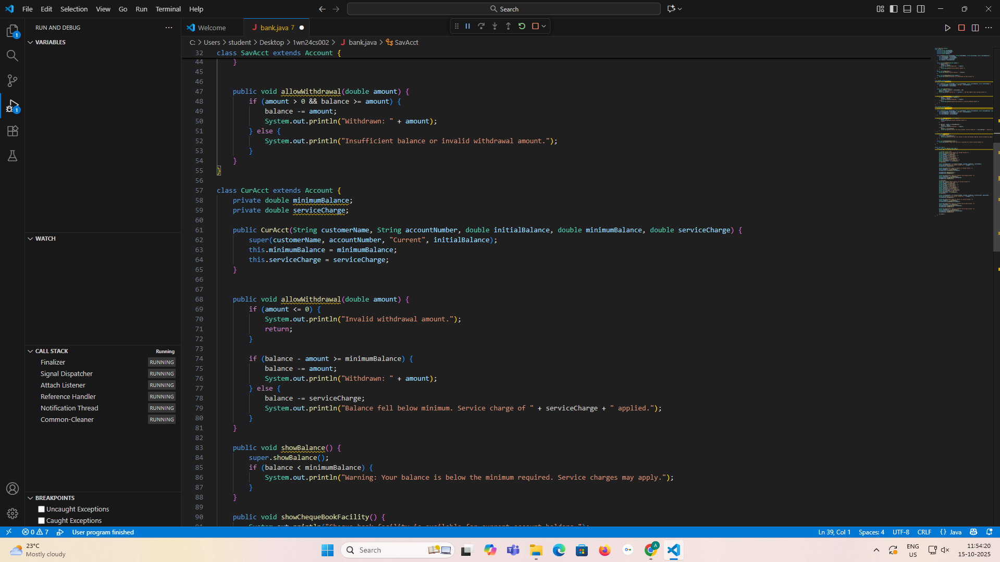 File Edit Selection View Go Run Terminal Help
Search
RUN AND DEBUG
Welcome
bank.java 7
C: > Users > student > Desktop > 1wn24cs002 > bank.java > SavAcct
VARIABLES
WATCH
CALL STACK Running
Finalizer RUNNING
Signal Dispatcher RUNNING
Attach Listener RUNNING
Reference Handler RUNNING
Notification Thread RUNNING
Common-Cleaner RUNNING
BREAKPOINTS
Uncaught Exceptions
Caught Exceptions
32 class SavAcct extends Account {
44 }
45
46
47 public void allowWithdrawal(double amount) {
48 if (amount > 0 && balance >= amount) {
49 balance -= amount;
50 System.out.println("Withdrawn: " + amount);
51 } else {
52 System.out.println("Insufficient balance or invalid withdrawal amount.");
53 }
54 }
55 }
56
57 class CurAcct extends Account {
58 private double minimumBalance;
59 private double serviceCharge;
60
61 public CurAcct(String customerName, String accountNumber, double initialBalance, double minimumBalance, double serviceCharge) {
62 super(customerName, accountNumber, "Current", initialBalance);
63 this.minimumBalance = minimumBalance;
64 this.serviceCharge = serviceCharge;
65 }
66
67
68 public void allowWithdrawal(double amount) {
69 if (amount <= 0) {
70 System.out.println("Invalid withdrawal amount.");
71 return;
72 }
73
74 if (balance - amount >= minimumBalance) {
75 balance -= amount;
76 System.out.println("Withdrawn: " + amount);
77 } else {
78 balance -= serviceCharge;
79 System.out.println("Balance fell below minimum. Service charge of " + serviceCharge + " applied.");
80 }
81 }
82
83 public void showBalance() {
84 super.showBalance();
85 if (balance < minimumBalance) {
86 System.out.println("Warning: Your balance is below the minimum required. Service charges may apply.");
87 }
88 }
89
90 public void showChequeBookFacility() {
91 System.out.println("Cheque book facility is available for current account holders.");
0 7 User program finished
Ln 39, Col 1 Spaces: 4 UTF-8 CRLF {} Java
23°C
Mostly cloudy
Search
ENG
US
11:54:20
15-10-2025